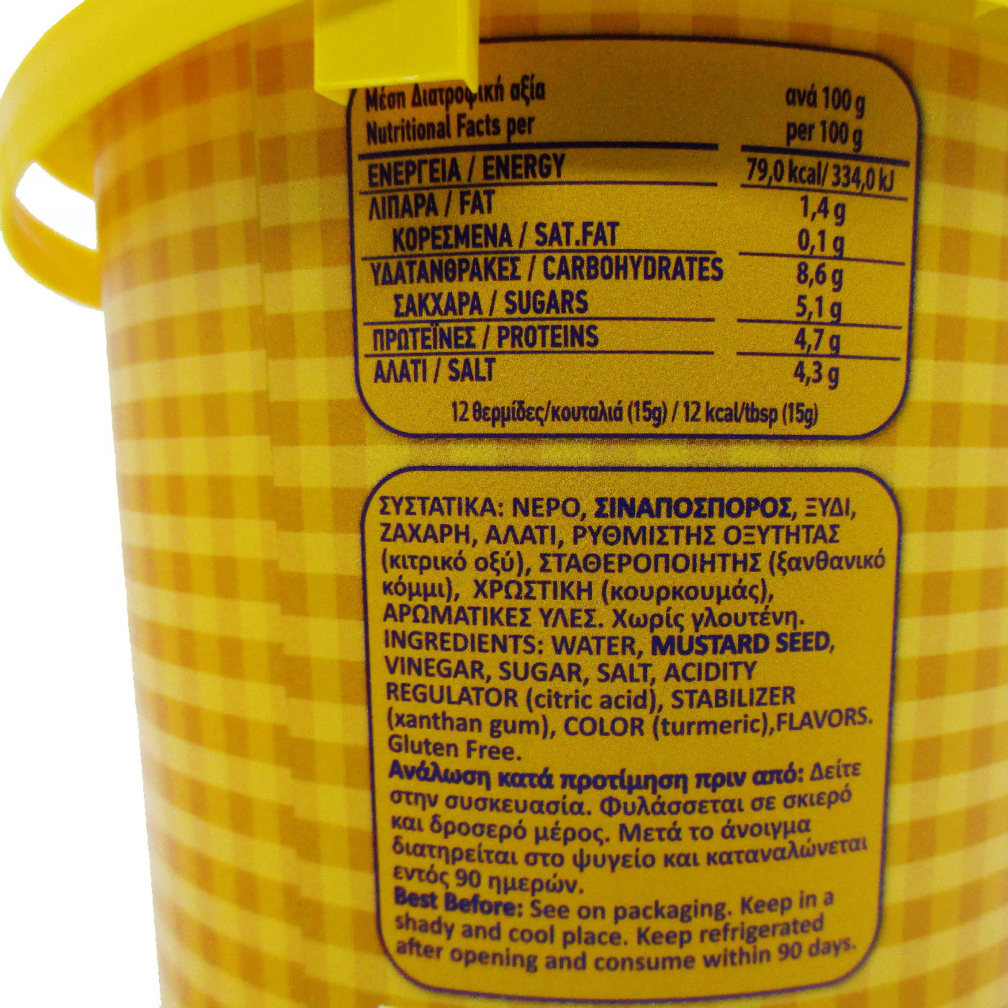 Μέση Διατροφική αξία ανά 100 g
Nutritional Facts per per 100 g
ΕΝΕΡΓΕΙΑ / ENERGY 79,0 kcal/ 334,0 kJ
ΛΙΠΑΡΑ / FAT 1,4 g
ΚΟΡΕΣΜΕΝΑ / SAT.FAT 0,1 g
ΥΔΑΤΑΝΘΡΑΚΕΣ / CARBOHYDRATES 8,6 g
ΣΑΚΧΑΡΑ / SUGARS 5,1 g
ΠΡΩΤΕΪΝΕΣ / PROTEINS 4,7 g
ΑΛΑΤΙ / SALT 4,3 g
12 θερμίδες/κουταλιά (15g) / 12 kcal/tbsp (15g)
ΣΥΣΤΑΤΙΚΑ: ΝΕΡΟ, ΣΙΝΑΠΟΣΠΟΡΟΣ, ΞΥΔΙ,
ΖΑΧΑΡΗ, ΑΛΑΤΙ, ΡΥΘΜΙΣΤΗΣ ΟΞΥΤΗΤΑΣ
(κιτρικό οξύ), ΣΤΑΘΕΡΟΠΟΙΗΤΗΣ (ξανθανικό
κόμμι), ΧΡΩΣΤΙΚΗ (κουρκουμάς),
ΑΡΩΜΑΤΙΚΕΣ ΥΛΕΣ. Χωρίς γλουτένη.
INGREDIENTS: WATER, MUSTARD SEED,
VINEGAR, SUGAR, SALT, ACIDITY
REGULATOR (citric acid), STABILIZER
(xanthan gum), COLOR (turmeric),FLAVORS.
Gluten Free.
Ανάλωση κατά προτίμηση πριν από: Δείτε
στην συσκευασία. Φυλάσσεται σε σκιερό
και δροσερό μέρος. Μετά το άνοιγμα
διατηρείται στο ψυγείο και καταναλώνεται
εντός 90 ημερών.
Best Before: See on packaging. Keep in a
shady and cool place. Keep refrigerated
after opening and consume within 90 days.